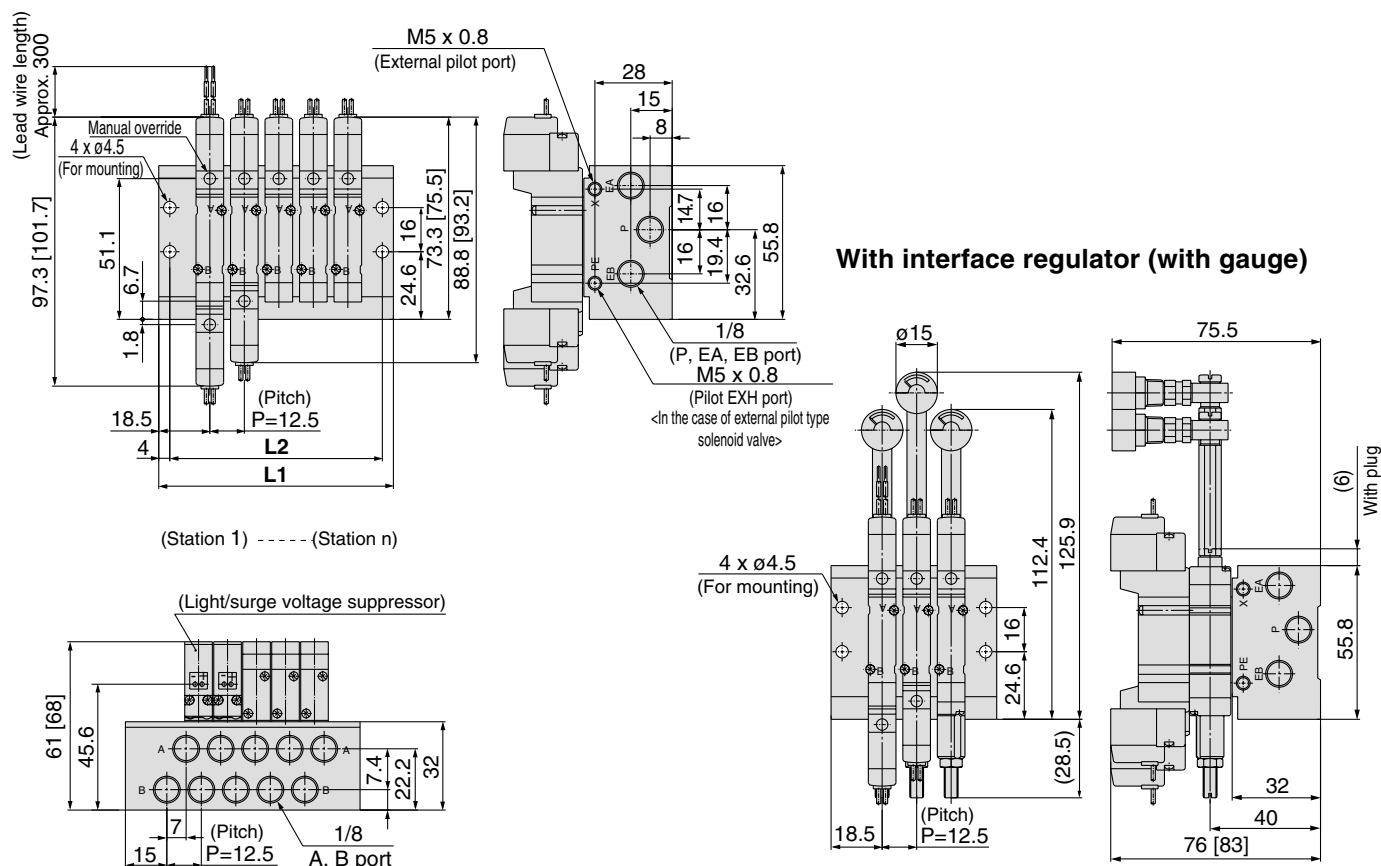 (Lead wire length)
Approx. 300
M5 x 0.8
(External pilot port)
28
15
8
Manual override
4 x ø4.5
(For mounting)
97.3 [101.7]
51.1
6.7
1.8
A A A A A
B B B B B
16
24.6
73.3 [75.5]
88.8 [93.2]
X
EA
P
PE
EB
14.7
16
16
19.4
32.6
55.8
1/8
(P, EA, EB port)
M5 x 0.8
(Pilot EXH port)
<In the case of external pilot type
solenoid valve>
(Pitch)
P=12.5
18.5
4
L2
L1
(Station 1) ------ (Station n)
(Light/surge voltage suppressor)
61 [68]
45.6
A A
B B
7.4
22.2
32
7
(Pitch)
15
P=12.5
1/8
A, B port
With interface regulator (with gauge)
ø15
75.5
(6)
With plug
112.4
125.9
4 x ø4.5
(For mounting)
A A A
B B B
16
24.6
(28.5)
(Pitch)
18.5
P=12.5
X
EA
P
PE
EB
55.8
32
40
76 [83]